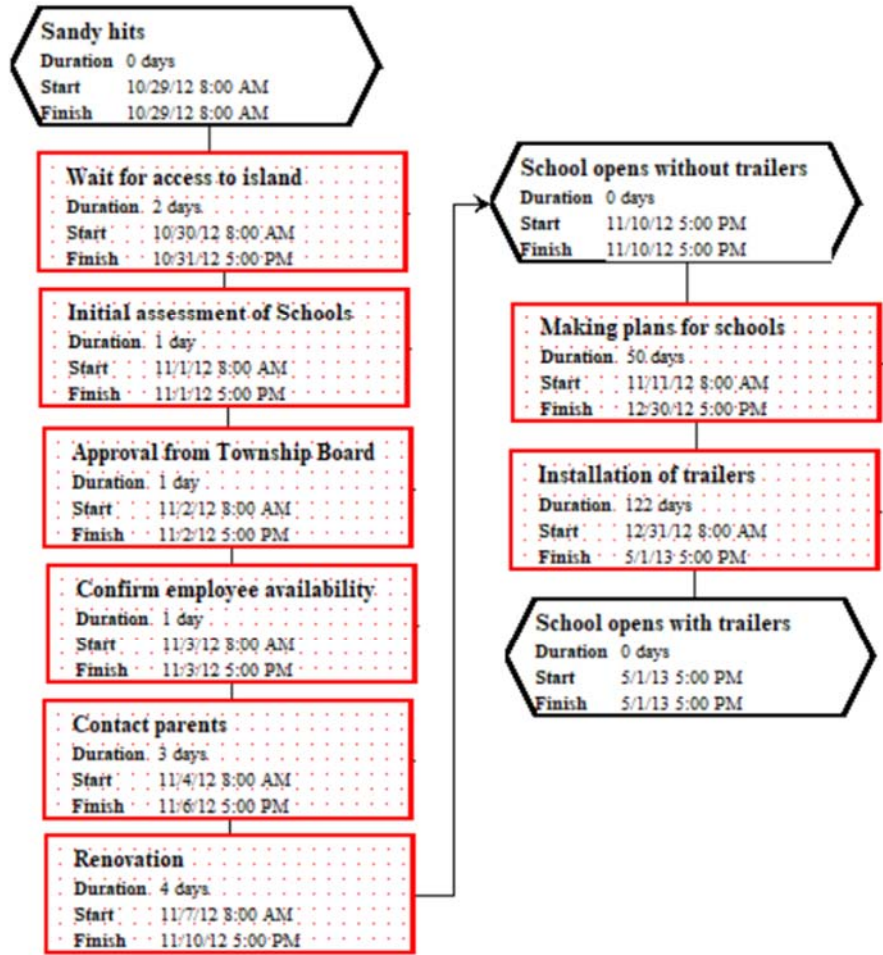 Sandy hits
Duration 0 days
Start 10/29/12 8:00 AM
Finish 10/29/12 8:00 AM
Wait for access to island
Duration 2 days
Start 10/30/12 8:00 AM
Finish 10/31/12 5:00 PM
Initial assessment of Schools
Duration 1 day
Start 11/1/12 8:00 AM
Finish 11/1/12 5:00 PM
Approval from Township Board
Duration 1 day
Start 11/2/12 8:00 AM
Finish 11/2/12 5:00 PM
Confirm employee availability
Duration 1 day
Start 11/3/12 8:00 AM
Finish 11/3/12 5:00 PM
Contact parents
Duration 3 days
Start 11/4/12 8:00 AM
Finish 11/6/12 5:00 PM
Renovation
Duration 4 days
Start 11/7/12 8:00 AM
Finish 11/10/12 5:00 PM
School opens without trailers
Duration 0 days
Start 11/10/12 5:00 PM
Finish 11/10/12 5:00 PM
Making plans for schools
Duration 50 days
Start 11/11/12 8:00 AM
Finish 12/30/12 5:00 PM
Installation of trailers
Duration 122 days
Start 12/31/12 8:00 AM
Finish 5/1/13 5:00 PM
School opens with trailers
Duration 0 days
Start 5/1/13 5:00 PM
Finish 5/1/13 5:00 PM